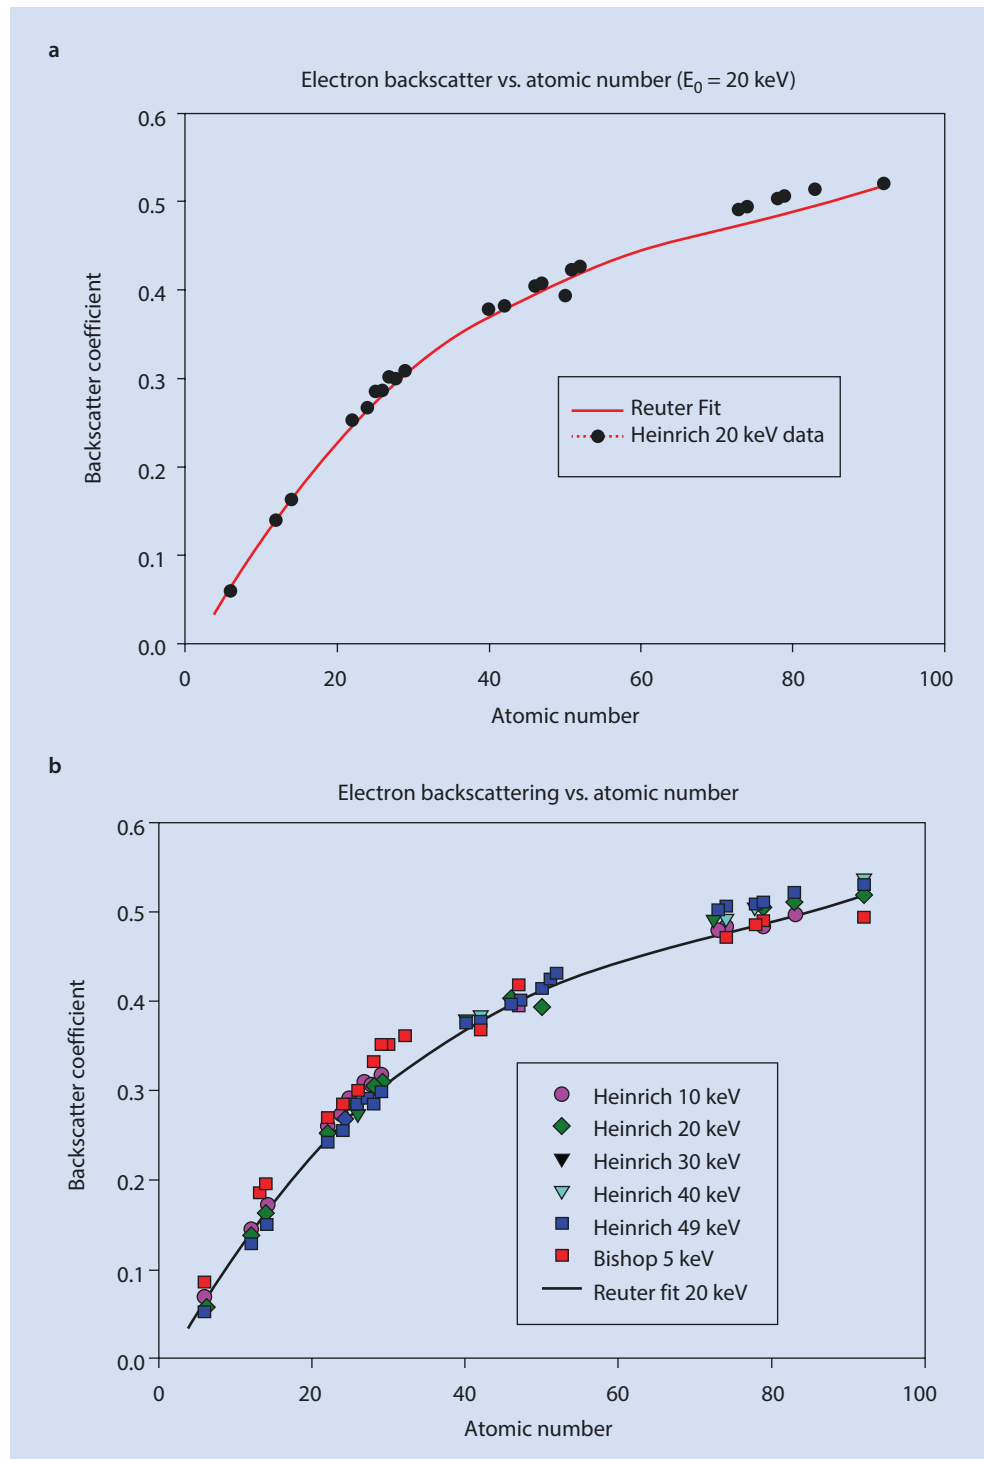 a
Electron backscatter vs. atomic number (E₀ = 20 keV)
0.6
0.5
0.4
0.3
0.2
0.1
0.0
Backscatter coefficient
Reuter Fit
Heinrich 20 keV data
0 20 40 60 80 100
Atomic number
b
Electron backscattering vs. atomic number
0.6
0.5
0.4
0.3
0.2
0.1
0.0
Backscatter coefficient
Heinrich 10 keV
Heinrich 20 keV
Heinrich 30 keV
Heinrich 40 keV
Heinrich 49 keV
Bishop 5 keV
Reuter fit 20 keV
0 20 40 60 80 100
Atomic number